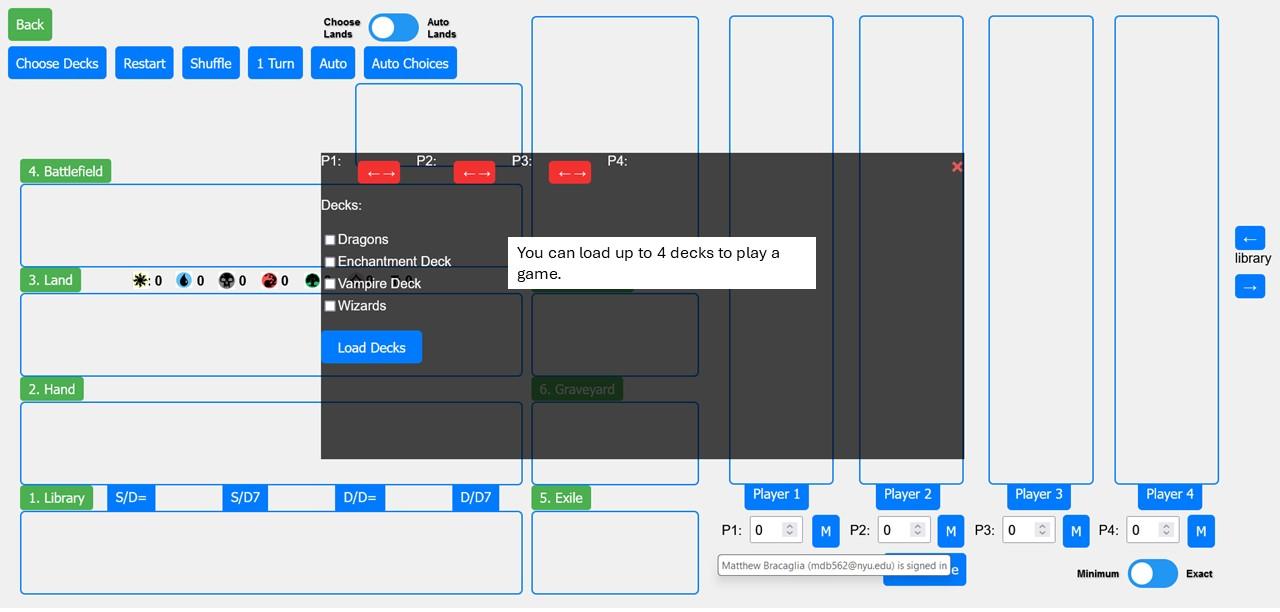 Back
Choose Lands
Auto Lands
Choose Decks Restart Shuffle 1 Turn Auto Auto Choices
P1: ←→ P2: ←→ P3: ←→ P4: ×
4. Battlefield
Decks:
Dragons
Enchantment Deck
Vampire Deck
Wizards
Load Decks
You can load up to 4 decks to play a
game.
←
library
→
3. Land : 0 0 0 0
2. Hand
6. Graveyard
1. Library S/D= S/D7 D/D= D/D7
5. Exile
Player 1 Player 2 Player 3 Player 4
P1: 0 M P2: 0 M P3: 0 M P4: 0 M
Matthew Bracaglia (mdb562@nyu.edu) is signed in
Minimum Exact